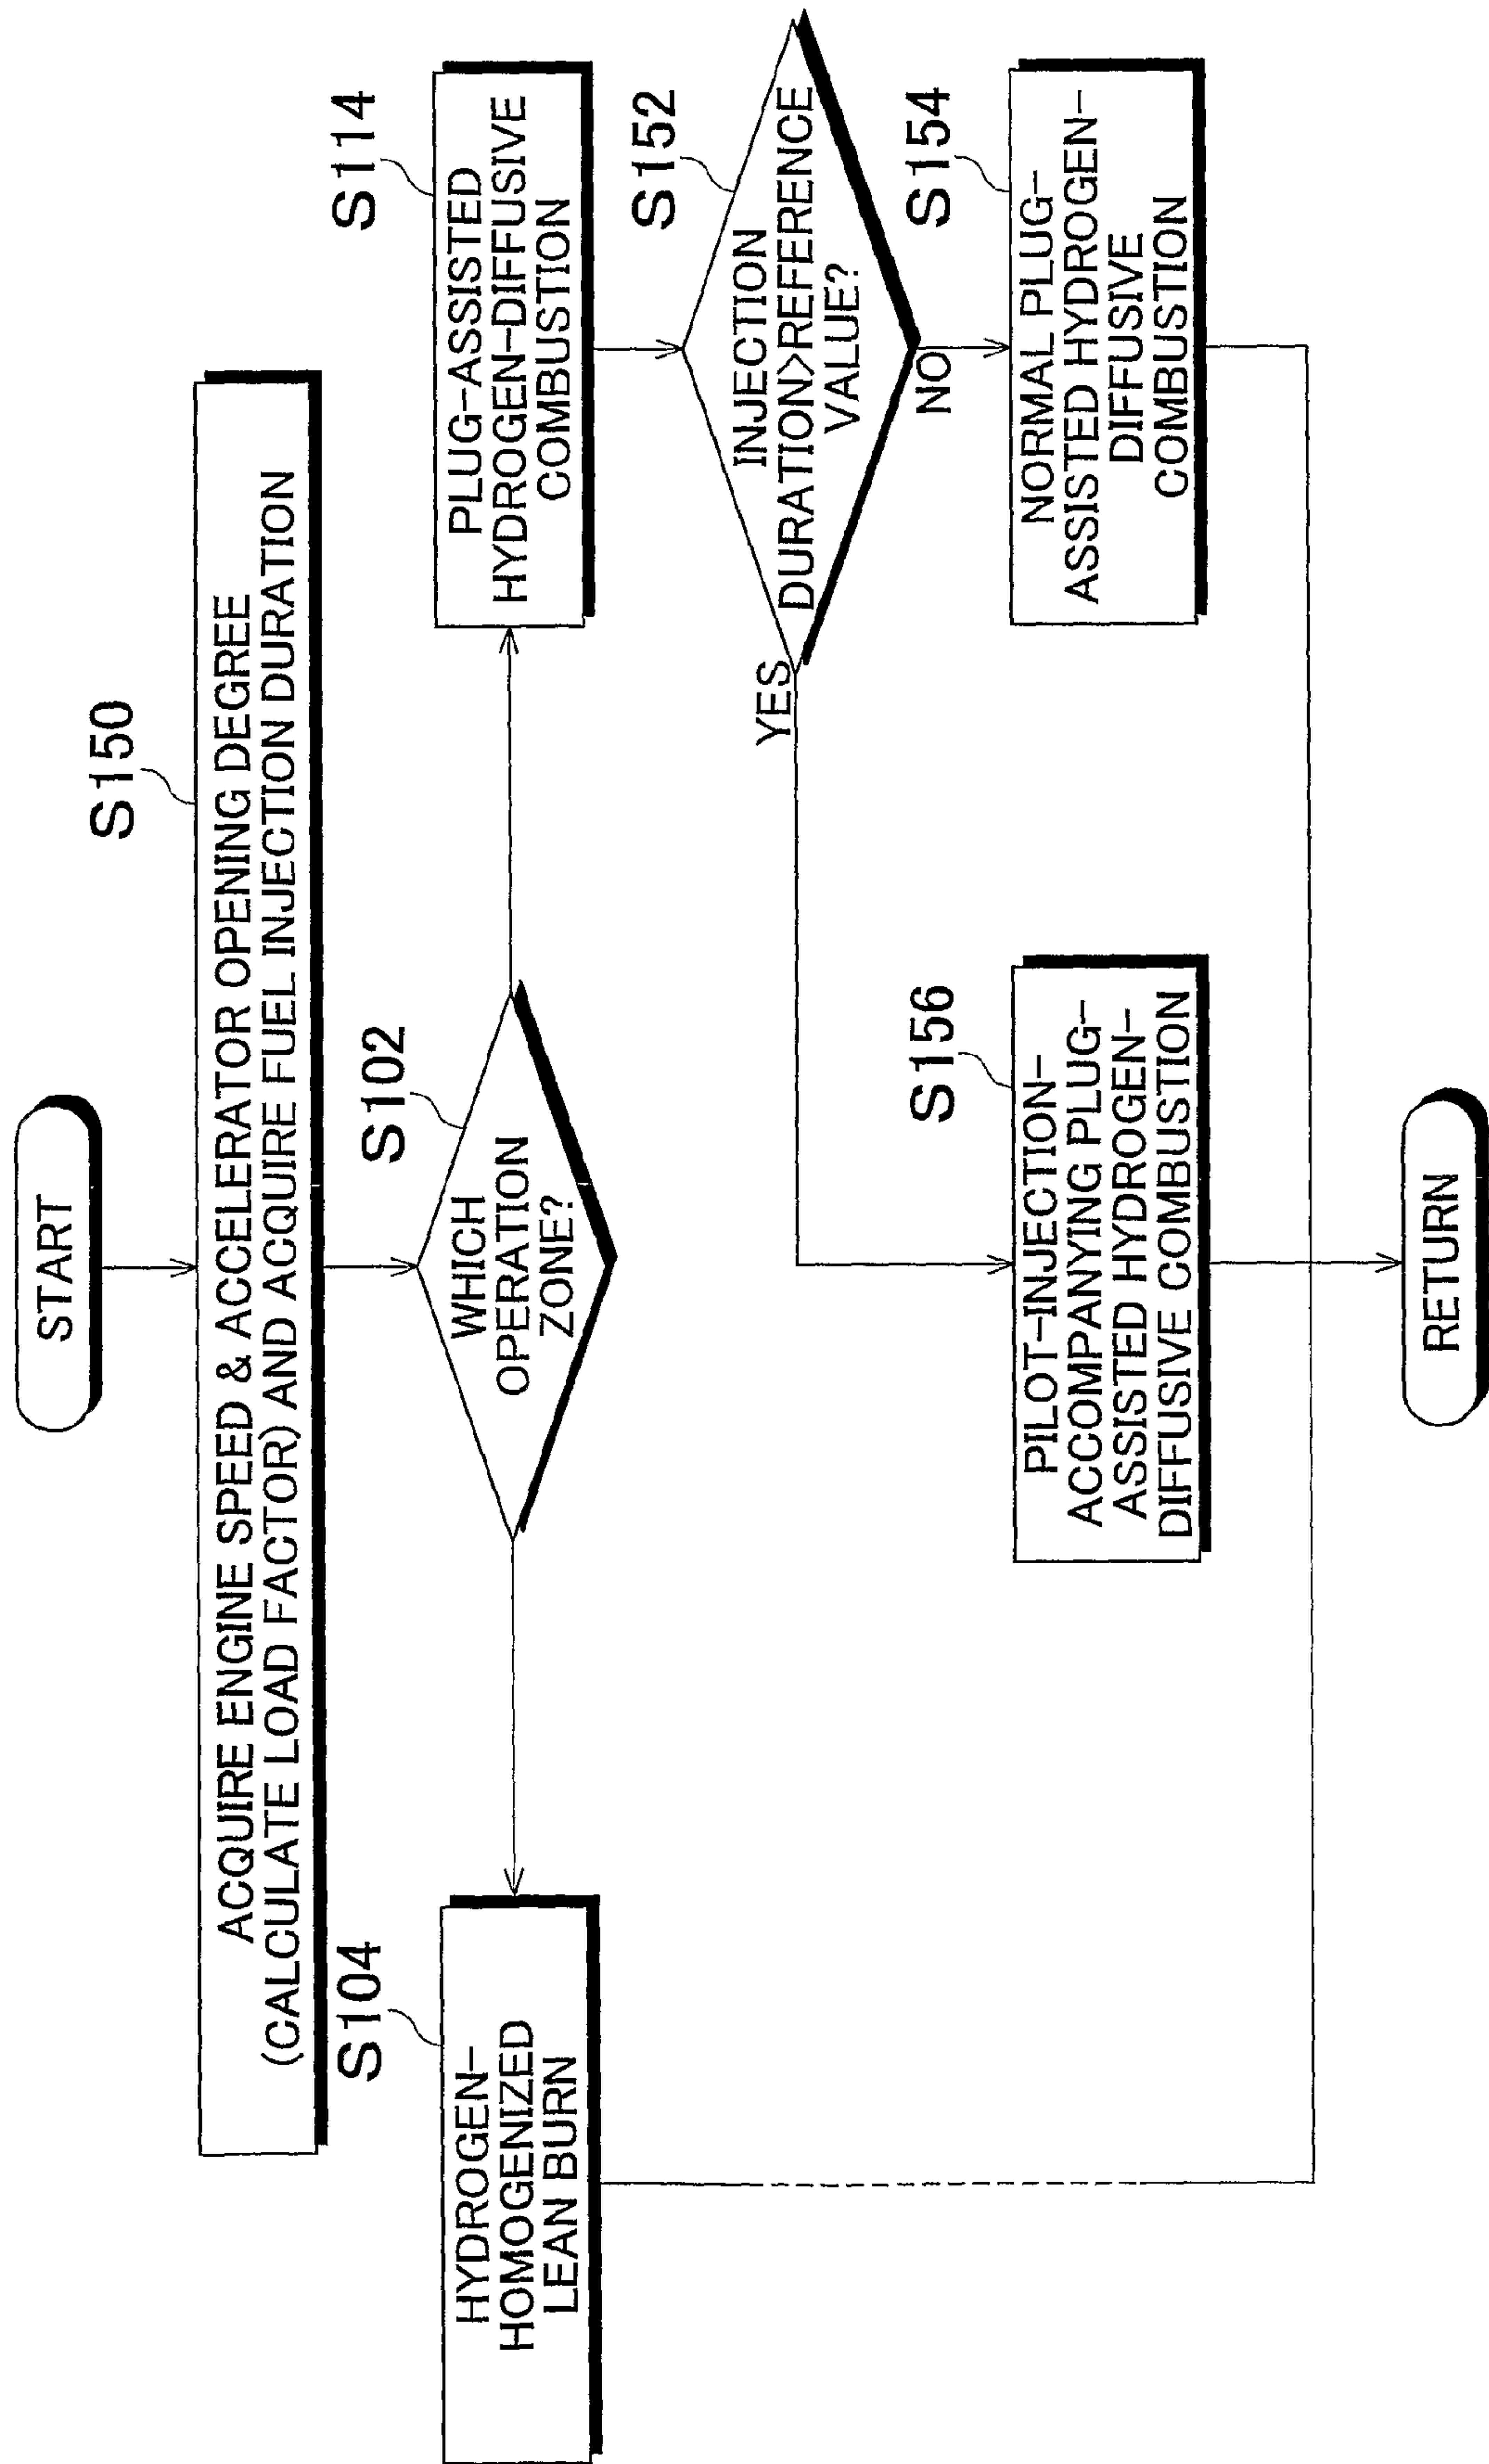 START
S150
ACQUIRE ENGINE SPEED & ACCELERATOR OPENING DEGREE
(CALCULATE LOAD FACTOR) AND ACQUIRE FUEL INJECTION DURATION
S102
WHICH
OPERATION
ZONE?
S104
HYDROGEN-
HOMOGENIZED
LEAN BURN
S114
PLUG-ASSISTED
HYDROGEN-DIFFUSIVE
COMBUSTION
S152
INJECTION
DURATION>REFERENCE
VALUE?
YES
NO
S156
PILOT-INJECTION-
ACCOMPANYING PLUG-
ASSISTED HYDROGEN-
DIFFUSIVE COMBUSTION
S154
NORMAL PLUG-
ASSISTED HYDROGEN-
DIFFUSIVE
COMBUSTION
RETURN